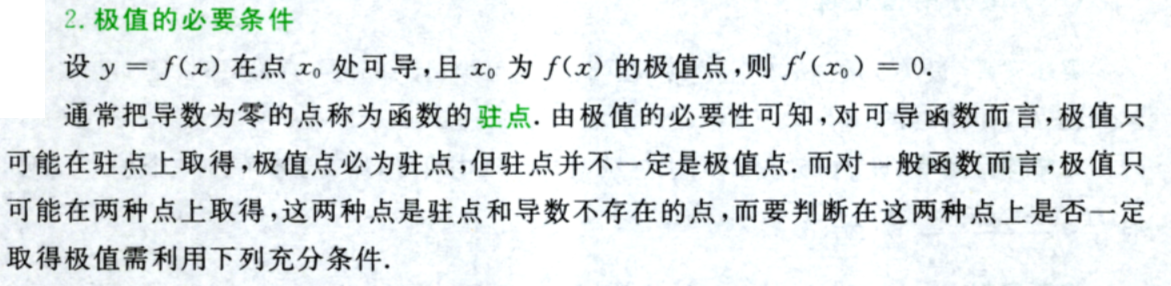 2. 极值的必要条件
设 y = f(x) 在点 x₀ 处可导,且 x₀ 为 f(x) 的极值点,则 f′(x₀) = 0.
通常把导数为零的点称为函数的驻点. 由极值的必要性可知,对可导函数而言,极值只
可能在驻点上取得,极值点必为驻点,但驻点并不一定是极值点. 而对一般函数而言,极值只
可能在两种点上取得,这两种点是驻点和导数不存在的点,而要判断在这两种点上是否一定
取得极值需利用下列充分条件.